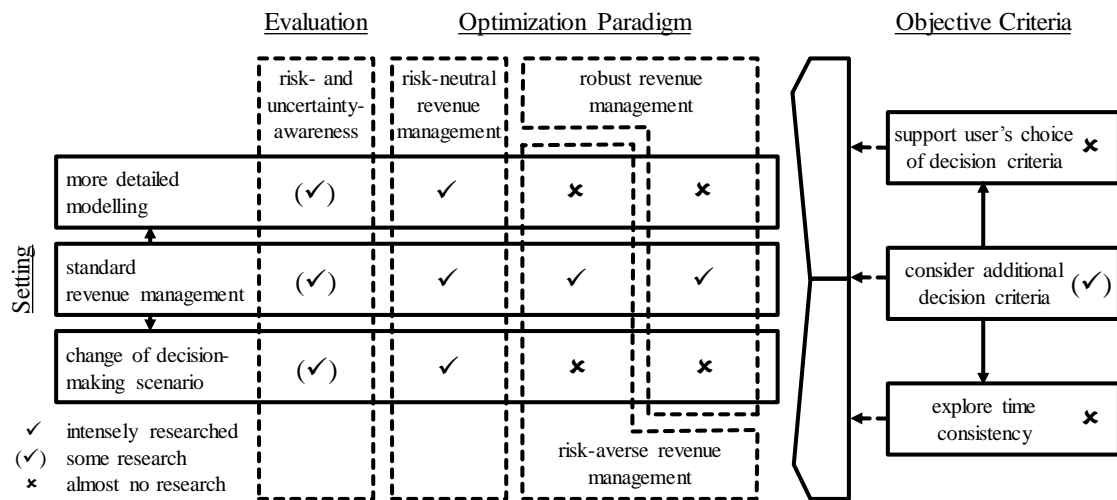 Evaluation
Optimization Paradigm
Objective Criteria
risk- and
uncertainty-
awareness
risk-neutral
revenue
management
robust revenue
management
support user's choice
of decision criteria ✗
more detailed
modelling
(✓) ✓ ✗ ✗
Setting
standard
revenue management
(✓) ✓ ✓ ✓
consider additional
decision criteria (✓)
change of decision-
making scenario
(✓) ✓ ✗ ✗
explore time
consistency ✗
✓ intensely researched
(✓) some research
✗ almost no research
risk-averse revenue
management